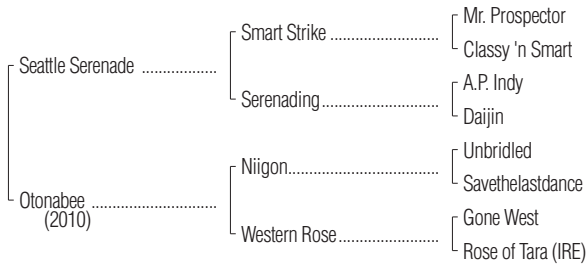 Mr. Prospector
Smart Strike ....................
Classy 'n Smart
Seattle Serenade .................
A.P. Indy
Serenading .......................
Daijin
Unbridled
Niigon............................
Savethelastdance
Otonabee ............................
(2010)
Gone West
Western Rose....................
Rose of Tara (IRE)